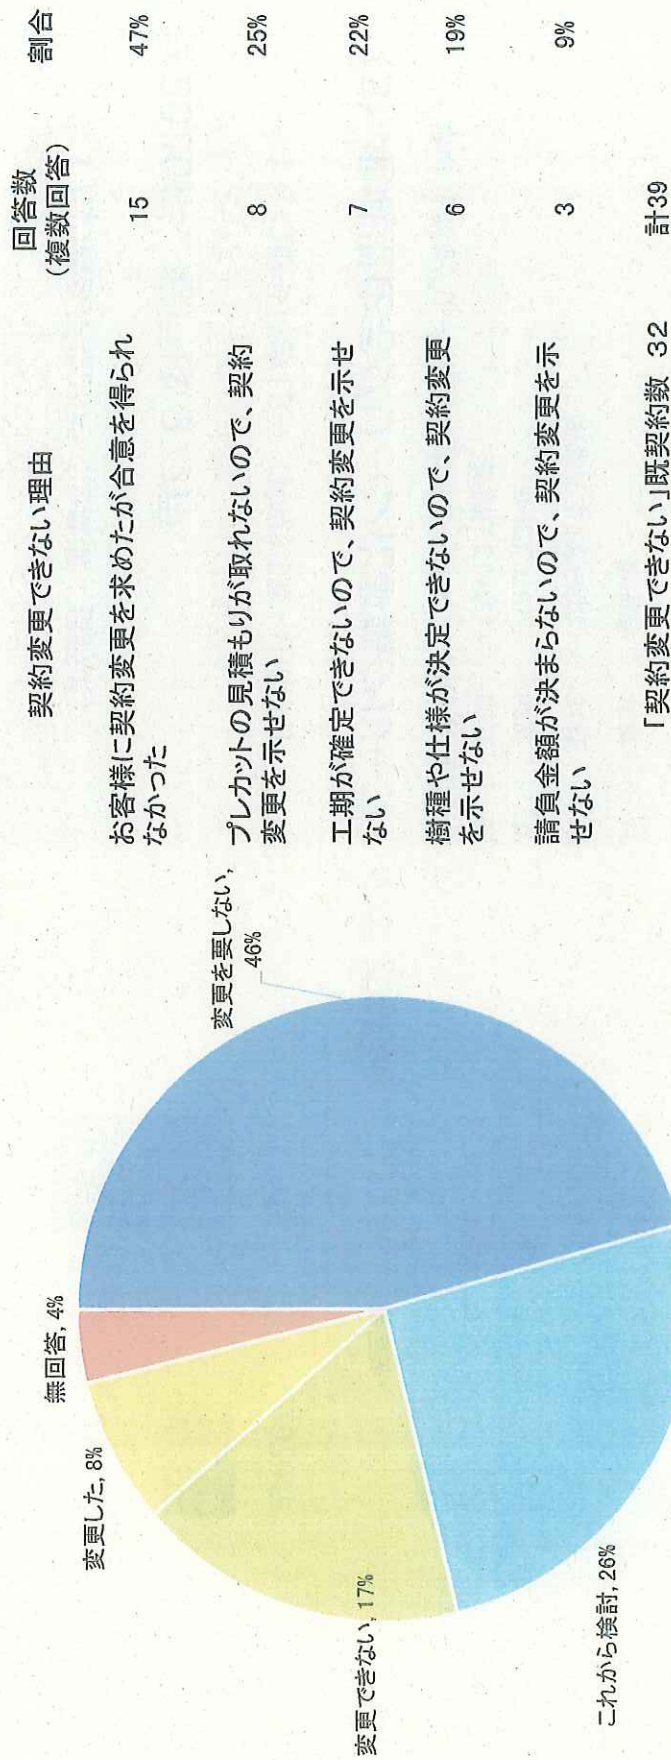 変更を要しない,
46%
これから検討, 26%
変更できない, 17%
変更した, 8%
無回答, 4%
契約変更できない理由
回答数
(複数回答)
割合
お客様に契約変更を求めたが合意を得られ
なかった
15
47%
プレカットの見積もりが取れないので、契約
変更を示せない
8
25%
工期が確定できないので、契約変更を示せ
ない
7
22%
樹種や仕様が決定できないので、契約変更
を示せない
6
19%
請負金額が決まらないので、契約変更を示
せない
3
9%
「契約変更できない」既契約数 32
計39